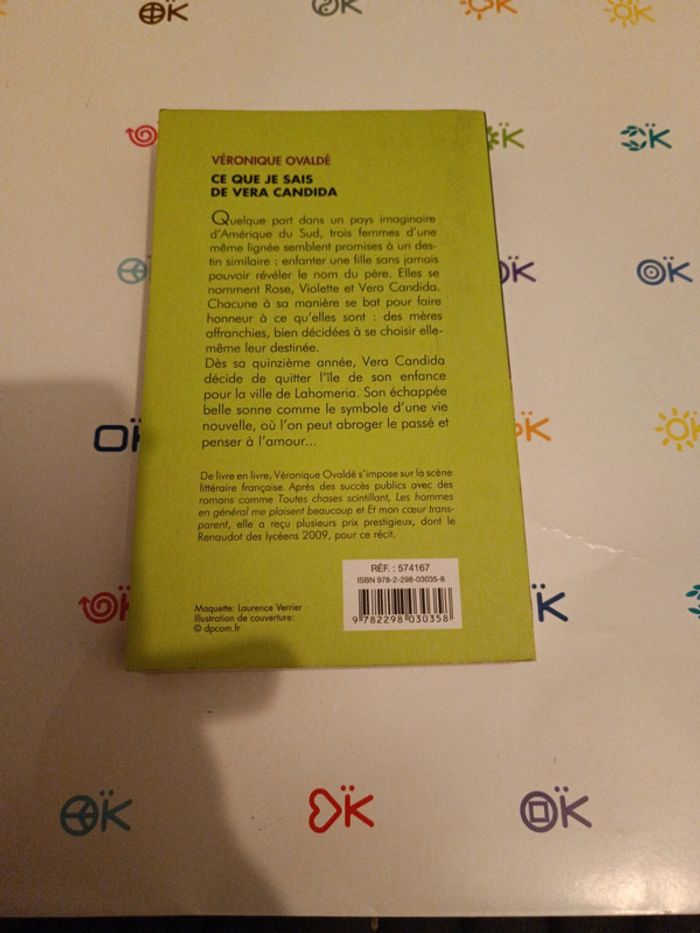 ÖK
ÖK
ÖK
ÖK
ÖK
ÏK
ÖK
ÖK
ÖK
ÖK
VÉRONIQUE OVALDÉ
CE QUE JE SAIS
DE VERA CANDIDA
Quelque part dans un pays imaginaire
d'Amérique du Sud, trois femmes d'une
même lignée semblent promises à un des-
tin similaire : enfanter une fille sans jamais
pouvoir révéler le nom du père. Elles se
nomment Rose, Violette et Vera Candida.
Chacune à sa manière se bat pour faire
honneur à ce qu'elles sont : des mères
affranchies, bien décidées à se choisir elle-
même leur destinée.
Dès sa quinzième année, Vera Candida
décide de quitter l'île de son enfance
pour la ville de Lahomeria. Son échappée
belle sonne comme le symbole d'une vie
nouvelle, où l'on peut abroger le passé et
penser à l'amour...
De livre en livre, Véronique Ovaldé s'impose sur la scène
littéraire française. Après des succès publics avec des
romans comme Toutes choses scintillant, Les hommes
en général me plaisent beaucoup et Et mon cœur trans-
parent, elle a reçu plusieurs prix prestigieux, dont le
Renaudot des lycéens 2009, pour ce récit.
RÉF. : 574167
ISBN 978-2-298-03035-8
9 782298 030358
Maquette: Laurence Verrier
Illustration de couverture:
© dpcom.fr
ÖK
ÖK
ÖK